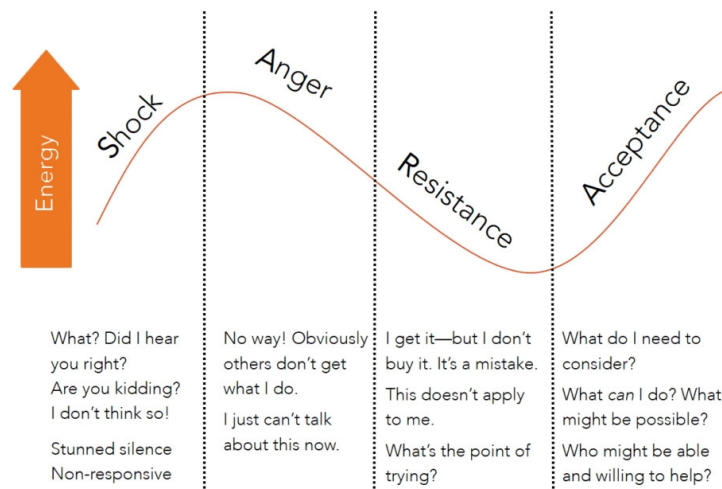 Energy
Shock
Anger
Resistance
Acceptance
What? Did I hear
you right?
Are you kidding?
I don't think so!
Stunned silence
Non-responsive
No way! Obviously
others don't get
what I do.
I just can't talk
about this now.
I get it—but I don't
buy it. It's a mistake.
This doesn't apply
to me.
What's the point of
trying?
What do I need to
consider?
What can I do? What
might be possible?
Who might be able
and willing to help?